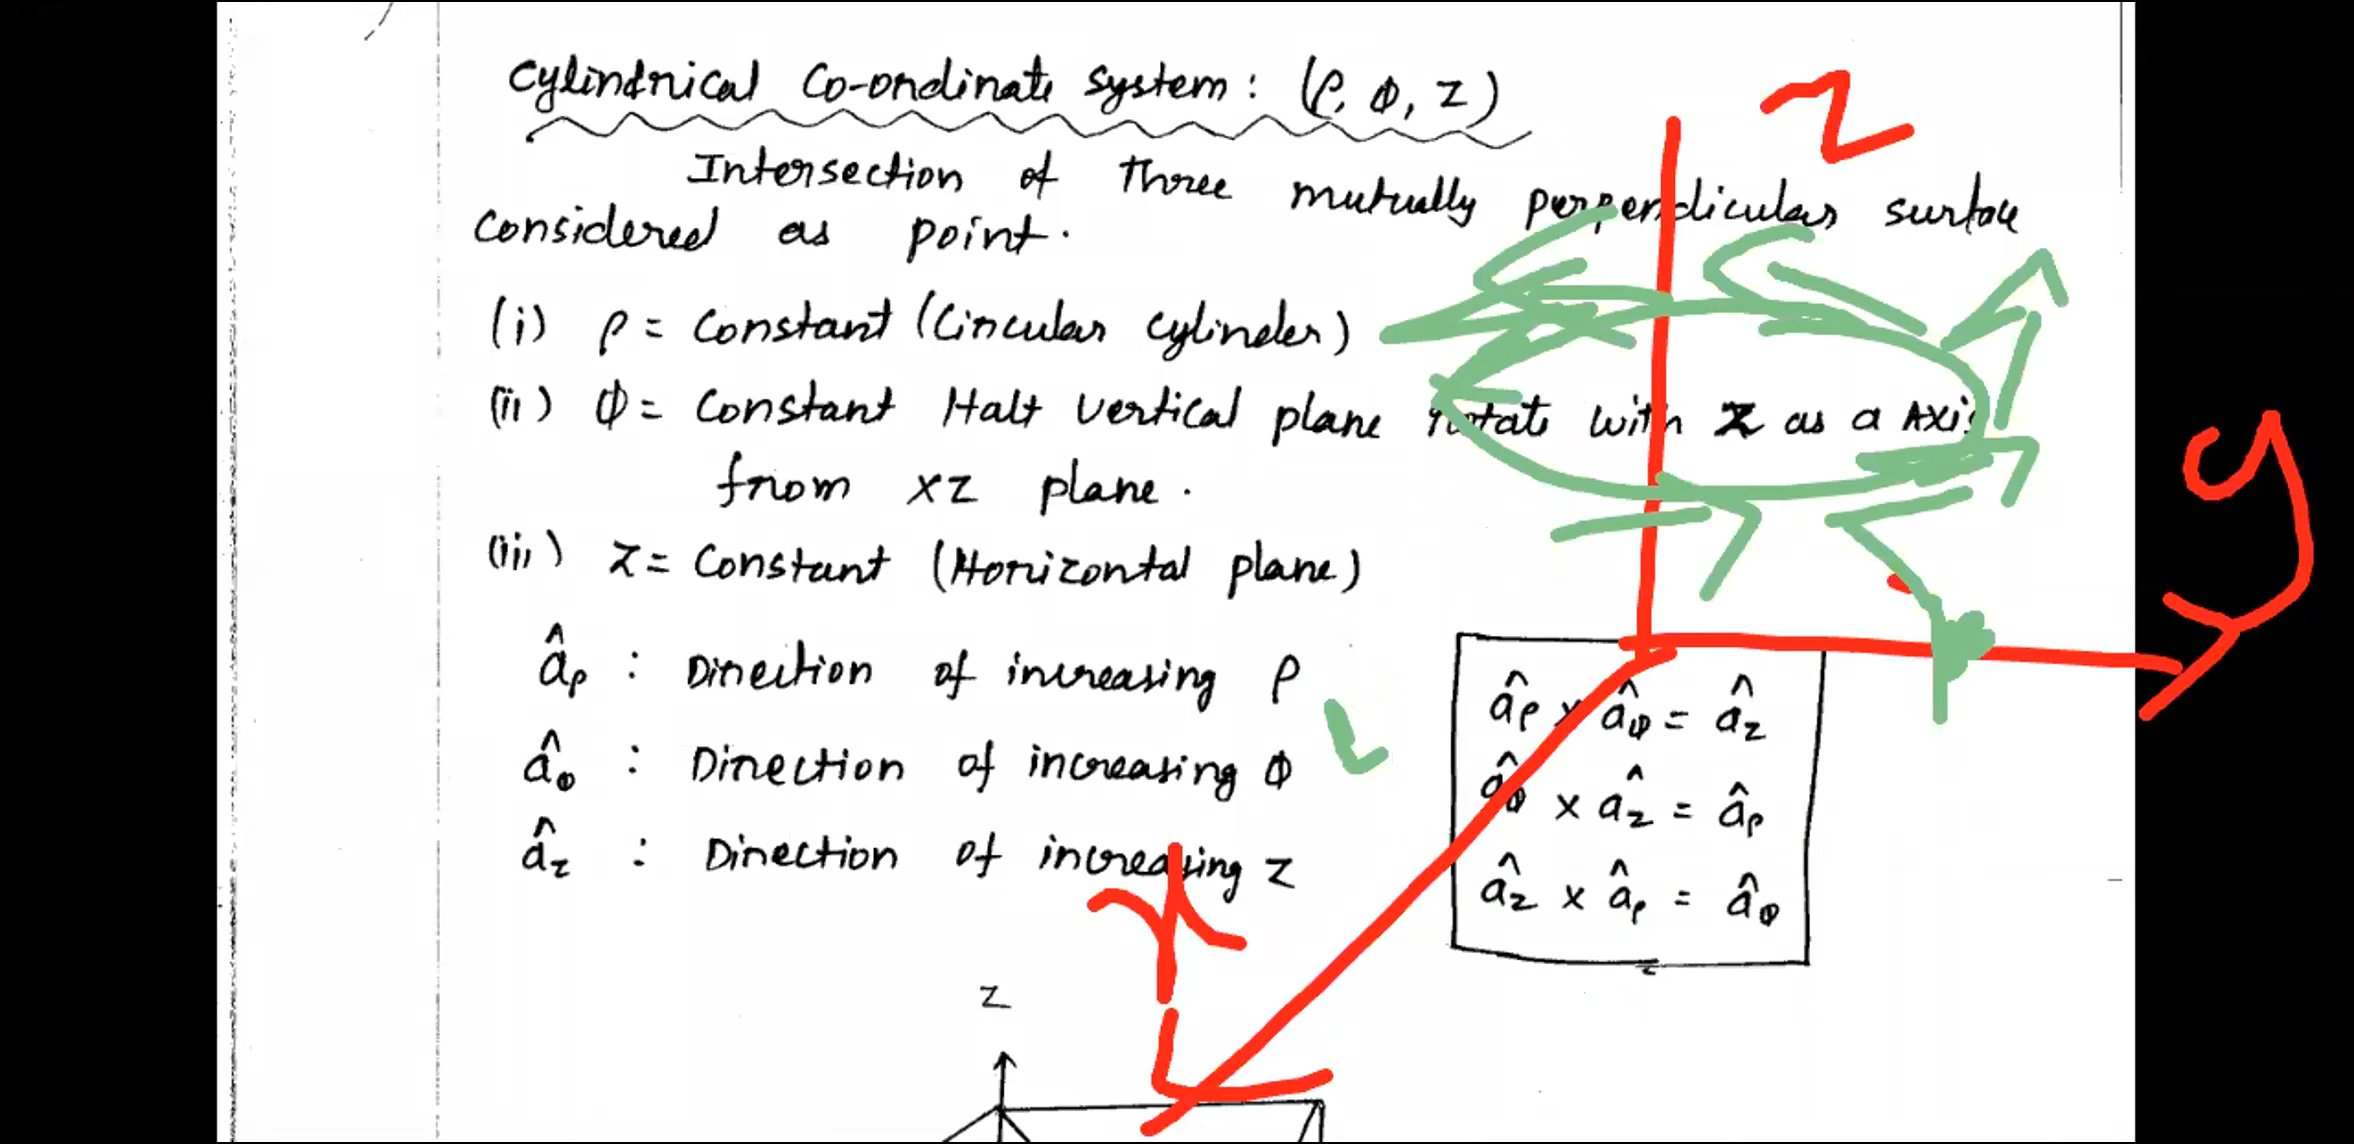 Cylindrical Co-ordinate System: (ρ, φ, z)
Intersection of Three mutually perpendicular surface
Considered as point.
(i) ρ = Constant (Circular Cylinder)
(ii) φ = Constant Half vertical plane rotate with z as a Axis
from xz plane.
(iii) z = Constant (Horizontal plane)
âρ : Direction of increasing ρ
âφ : Direction of increasing φ
âz : Direction of increasing z
âρ × âφ = âz
âφ × âz = âρ
âz × âρ = âφ
z
z
y
x